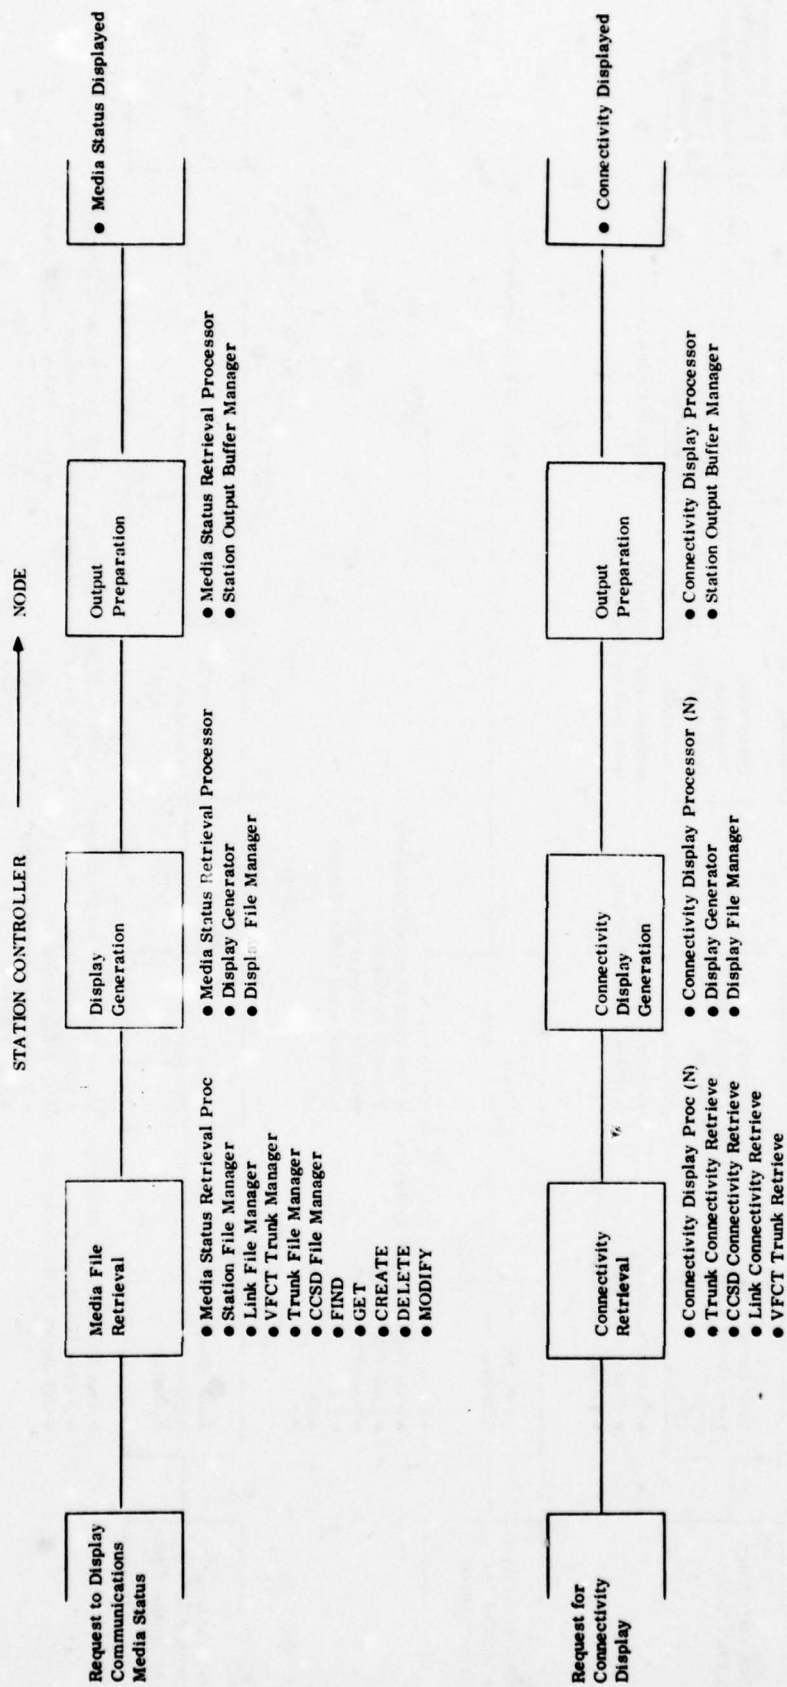 STATION CONTROLLER NODE
Request to Display
Communications
Media Status
Media File
Retrieval
● Media Status Retrieval Proc
● Station File Manager
● Link File Manager
● VFCT Trunk Manager
● Trunk File Manager
● CCSD File Manager
● FIND
● GET
● CREATE
● DELETE
● MODIFY
Display
Generation
● Media Status Retrieval Processor
● Display Generator
● Display File Manager
Output
Preparation
● Media Status Retrieval Processor
● Station Output Buffer Manager
● Media Status Displayed
Request for
Connectivity
Display
Connectivity
Retrieval
● Connectivity Display Proc (N)
● Trunk Connectivity Retrieve
● CCSD Connectivity Retrieve
● Link Connectivity Retrieve
● VFCT Trunk Retrieve
Connectivity
Display
Generation
● Connectivity Display Processor (N)
● Display Generator
● Display File Manager
Output
Preparation
● Connectivity Display Processor
● Station Output Buffer Manager
● Connectivity Displayed